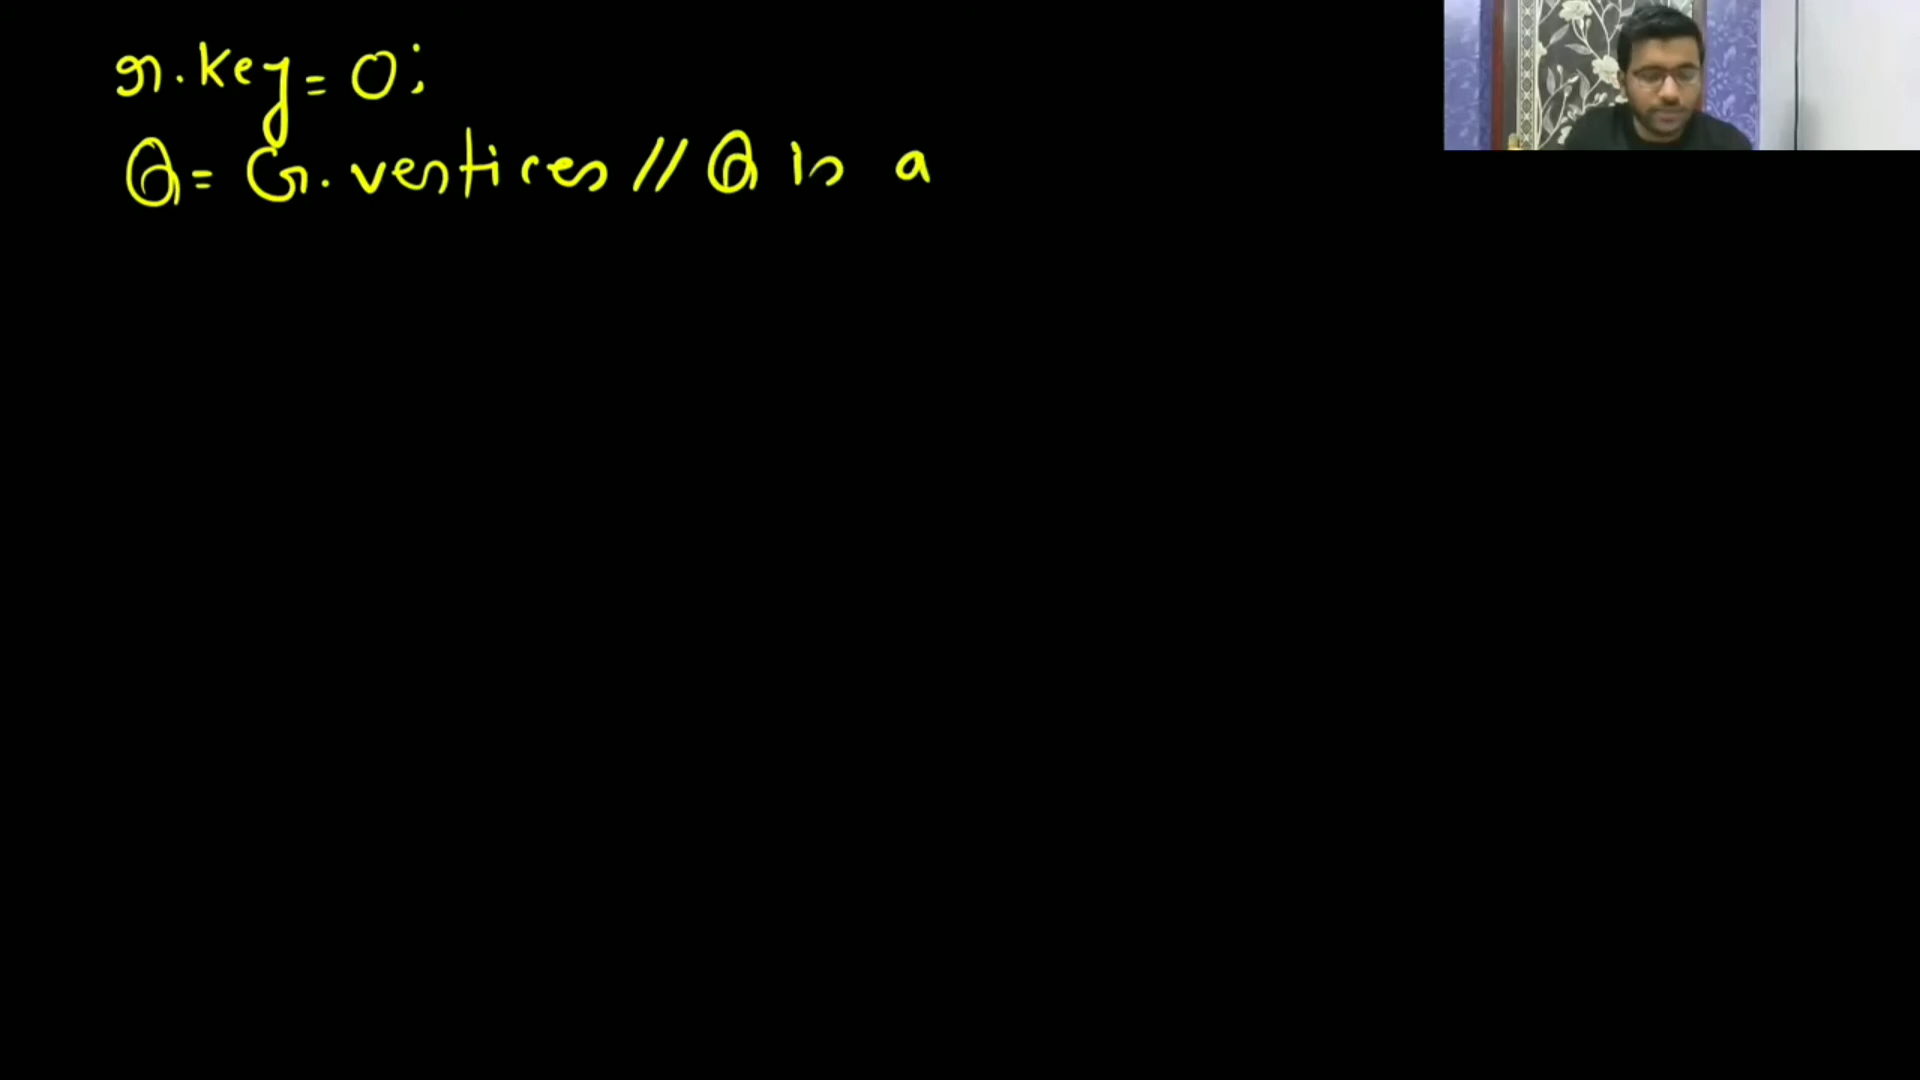 r.key = 0;
Q = G.vertices // Q is a